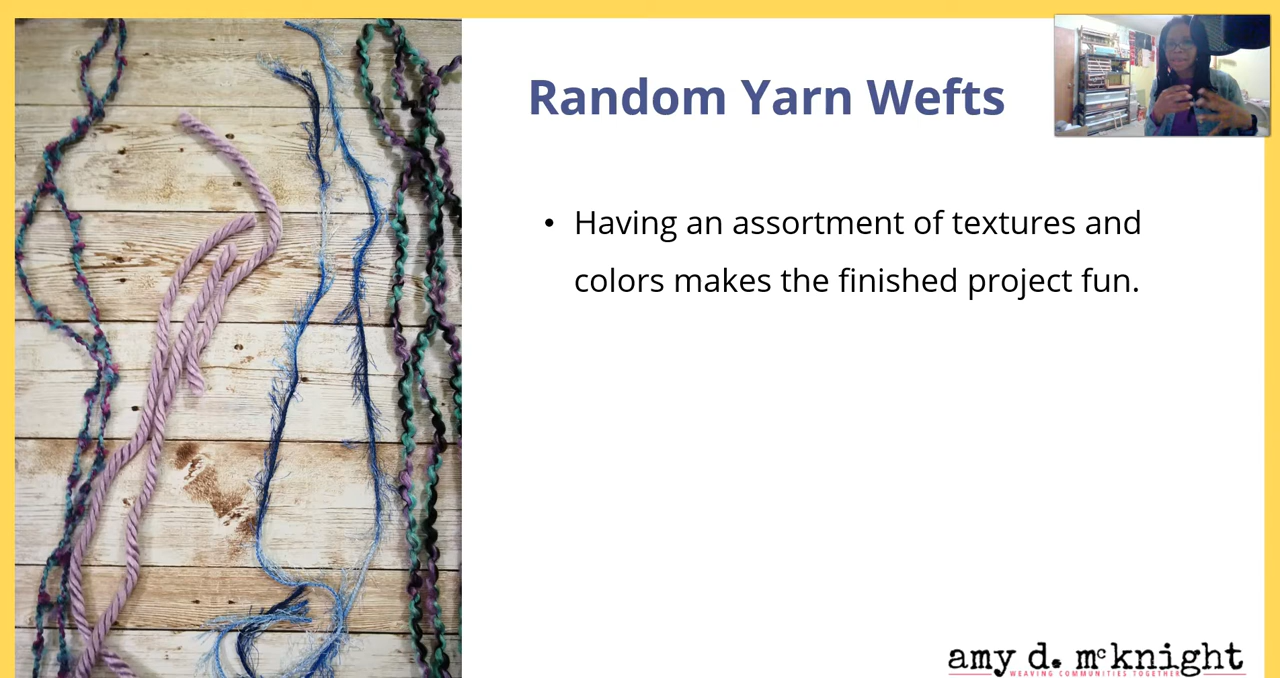 Random Yarn Wefts
• Having an assortment of textures and
colors makes the finished project fun.
amy d. mcknight
WEAVING COMMUNITIES TOGETHER